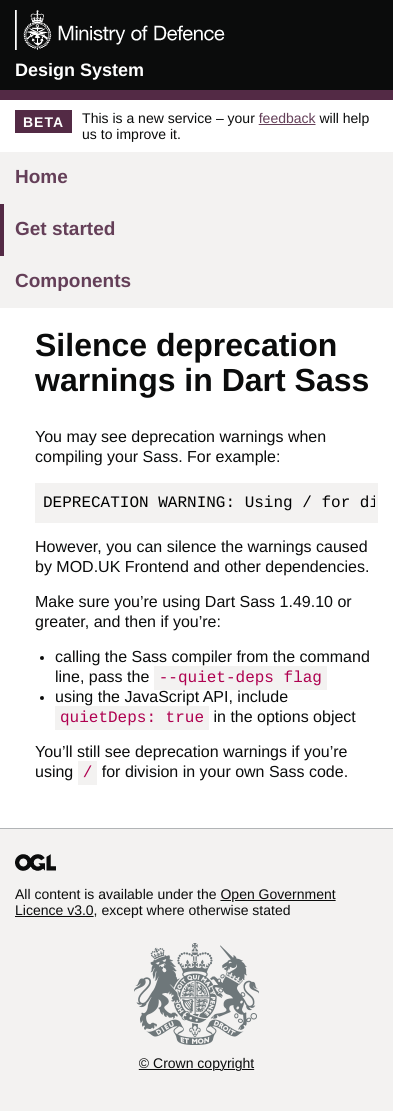 Ministry of Defence
Design System
BETA
This is a new service – your feedback will help
us to improve it.
Home
Get started
Components
Silence deprecation
warnings in Dart Sass
You may see deprecation warnings when
compiling your Sass. For example:
DEPRECATION WARNING: Using / for di
However, you can silence the warnings caused
by MOD.UK Frontend and other dependencies.
Make sure you’re using Dart Sass 1.49.10 or
greater, and then if you’re:
• calling the Sass compiler from the command
line, pass the --quiet-deps flag
• using the JavaScript API, include
quietDeps: true in the options object
You’ll still see deprecation warnings if you’re
using / for division in your own Sass code.
OGL
All content is available under the Open Government
Licence v3.0, except where otherwise stated
DIEU ET MON DROIT
© Crown copyright